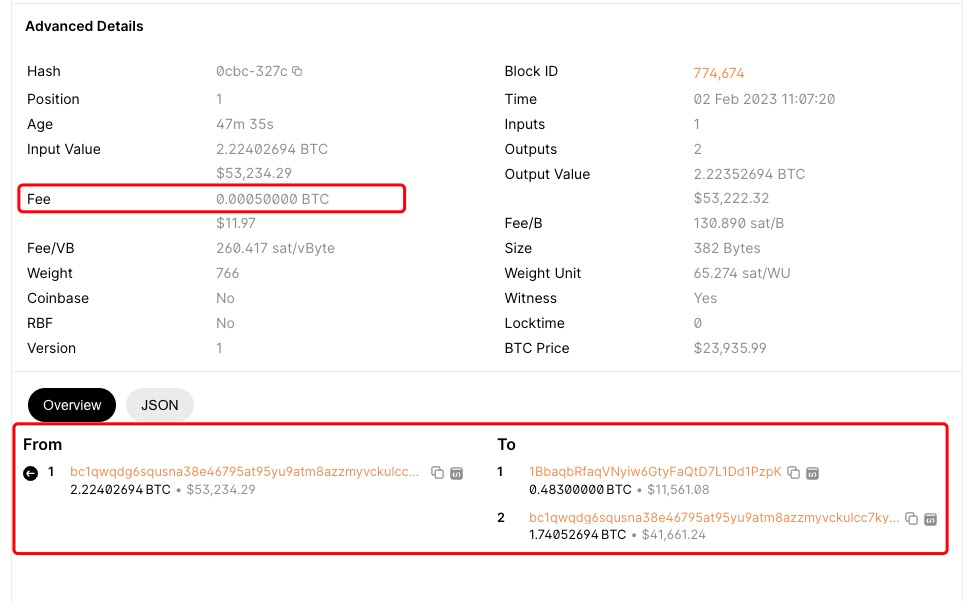 Advanced Details
Hash 0cbc-327c Block ID 774,674
Position 1 Time 02 Feb 2023 11:07:20
Age 47m 35s Inputs 1
Input Value 2.22402694 BTC Outputs 2
$53,234.29 Output Value 2.22352694 BTC
Fee 0.00050000 BTC $53,222.32
$11.97 Fee/B 130.890 sat/B
Fee/VB 260.417 sat/vByte Size 382 Bytes
Weight 766 Weight Unit 65.274 sat/WU
Coinbase No Witness Yes
RBF No Locktime 0
Version 1 BTC Price $23,935.99
Overview JSON
From To
1 bc1qwqdg6squsna38e46795at95yu9atm8azzmyvckulcc... 1 1BbaqbRfaqVNyiw6GtyFaQtD7L1Dd1PzpK
2.22402694 BTC • $53,234.29 0.48300000 BTC • $11,561.08
2 bc1qwqdg6squsna38e46795at95yu9atm8azzmyvckulcc7ky...
1.74052694 BTC • $41,661.24